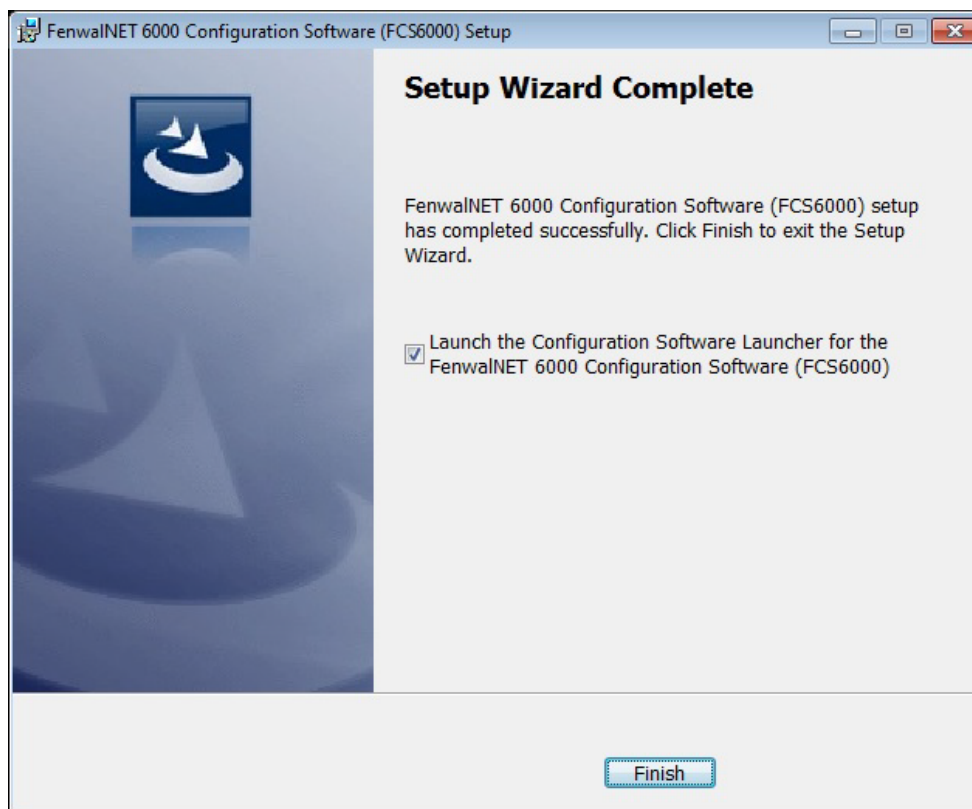 FenwalNET 6000 Configuration Software (FCS6000) Setup
Setup Wizard Complete
FenwalNET 6000 Configuration Software (FCS6000) setup
has completed successfully. Click Finish to exit the Setup
Wizard.
Launch the Configuration Software Launcher for the
FenwalNET 6000 Configuration Software (FCS6000)
Finish